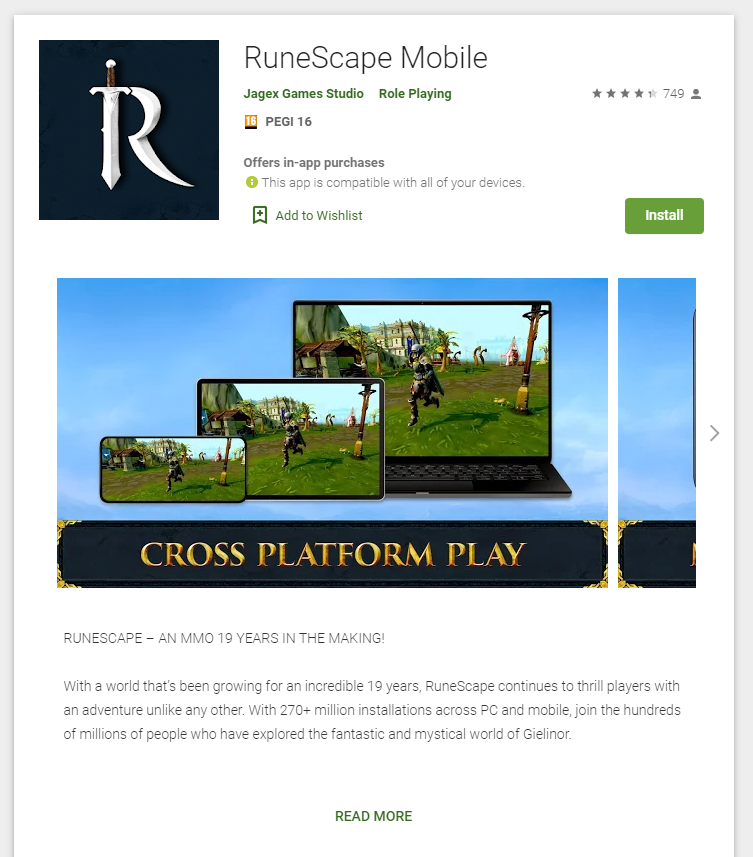 RuneScape Mobile
Jagex Games Studio Role Playing 749
16 PEGI 16
Offers in-app purchases
This app is compatible with all of your devices.
Add to Wishlist
Install
CROSS PLATFORM PLAY
RUNESCAPE – AN MMO 19 YEARS IN THE MAKING!
With a world that's been growing for an incredible 19 years, RuneScape continues to thrill players with
an adventure unlike any other. With 270+ million installations across PC and mobile, join the hundreds
of millions of people who have explored the fantastic and mystical world of Gielinor.
READ MORE